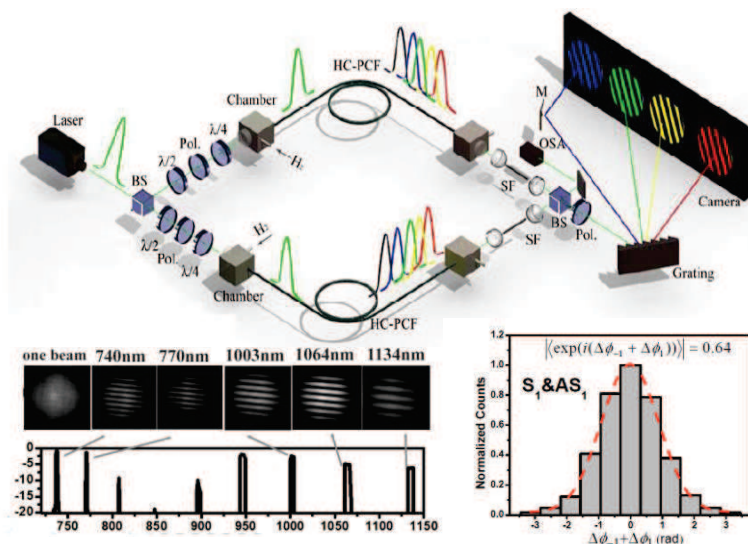 HC-PCF
Chamber
Laser
Pol.
λ/4
λ/2
H₂
BS
M
OSA
SF
Camera
BS
Pol.
SF
Grating
λ/2
Pol.
λ/4
H₂
Chamber
HC-PCF
one beam 740nm 770nm 1003nm 1064nm 1134nm
0
-5
-10
-15
-20
750 800 850 900 950 1000 1050 1100 1150
|⟨exp(i(Δϕ₋₁ + Δϕ₁))⟩| = 0.64
S₁&AS₁
Normalized Counts
1.2
1.0
0.8
0.6
0.4
0.2
0.0
-3 -2 -1 0 1 2 3
Δϕ₋₁+Δϕ₁ (rad)